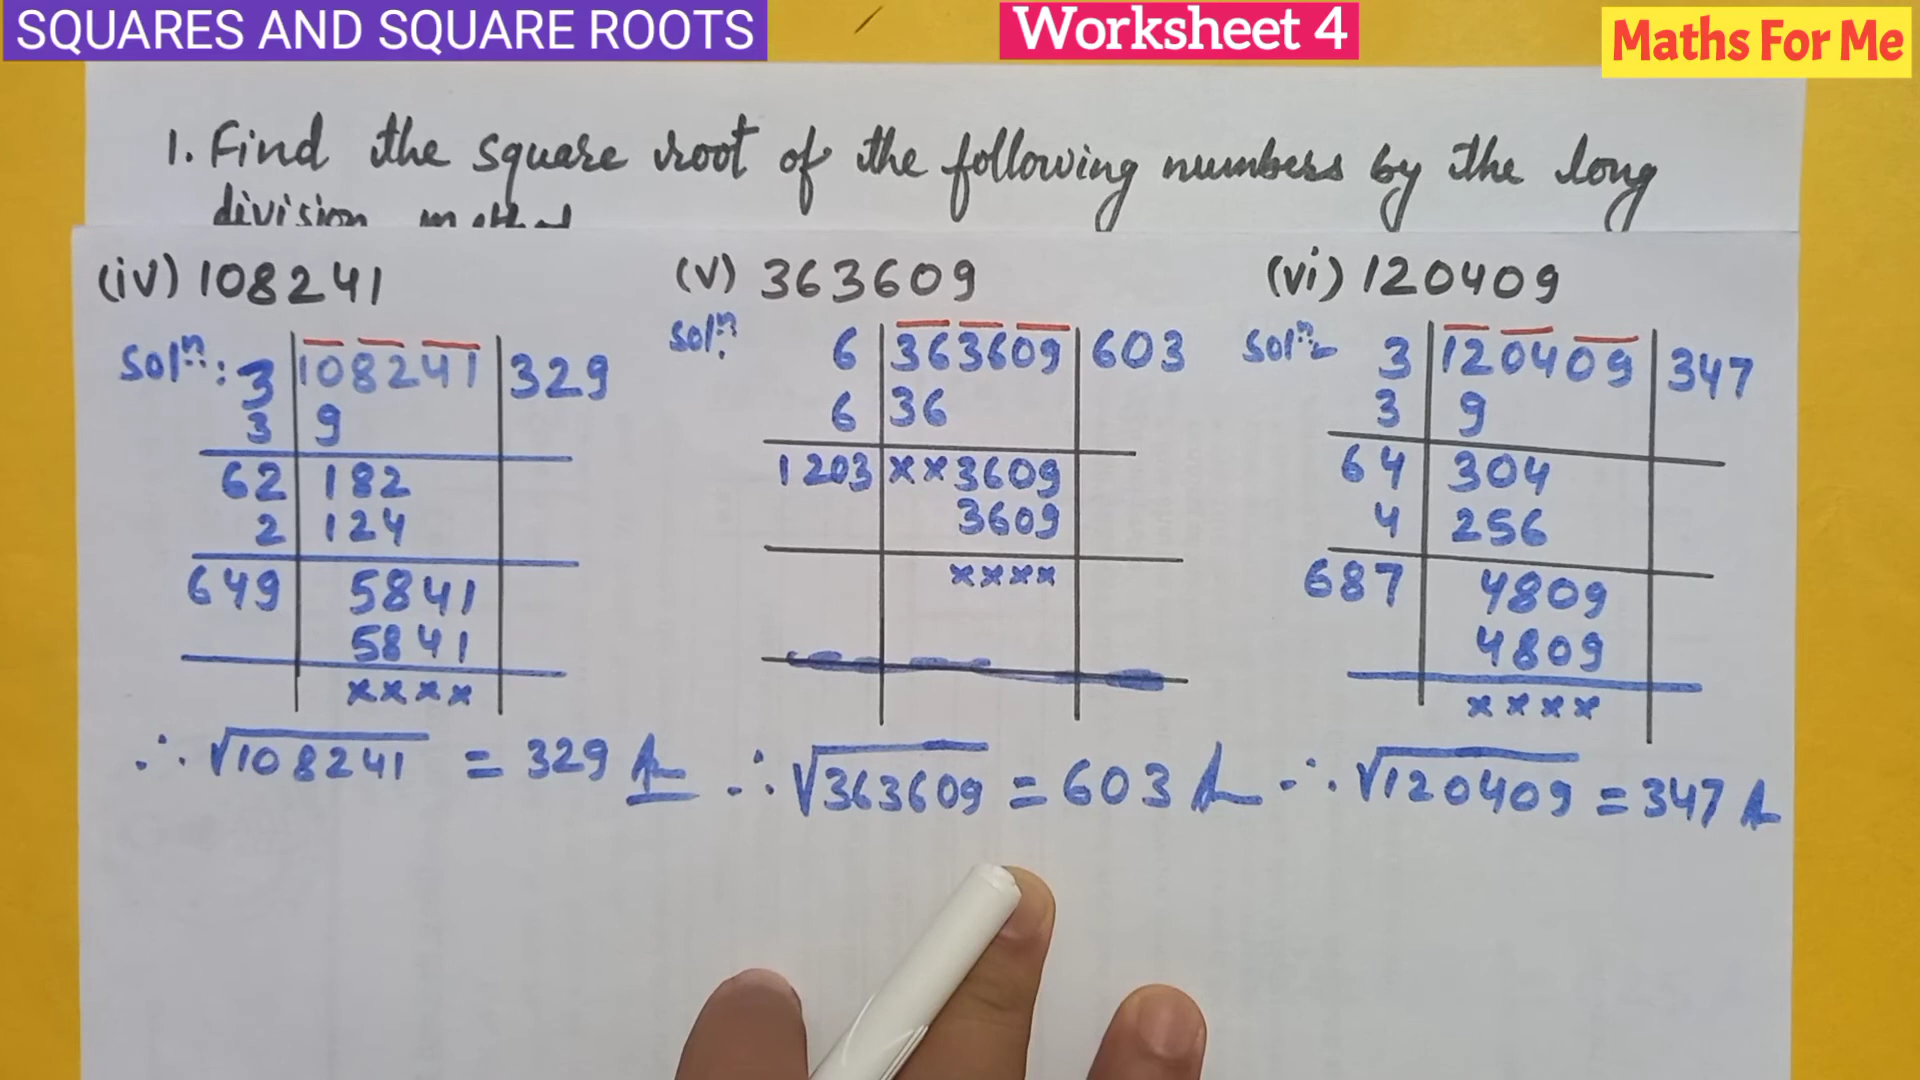 SQUARES AND SQUARE ROOTS
Worksheet 4
Maths For Me
1. Find the square root of the following numbers by the long
division method
(iv) 108241
Solⁿ:
3 | 108241 | 329
3 | 9
62 | 182
2 | 124
649 | 5841
5841
××××
∴ √108241 = 329 A
(v) 363609
Solⁿ.
6 | 363609 | 603
6 | 36
1203 | ××3609
3609
××××
∴ √363609 = 603 A
(vi) 120409
Solⁿ:
3 | 120409 | 347
3 | 9
64 | 304
4 | 256
687 | 4809
4809
××××
∴ √120409 = 347 A